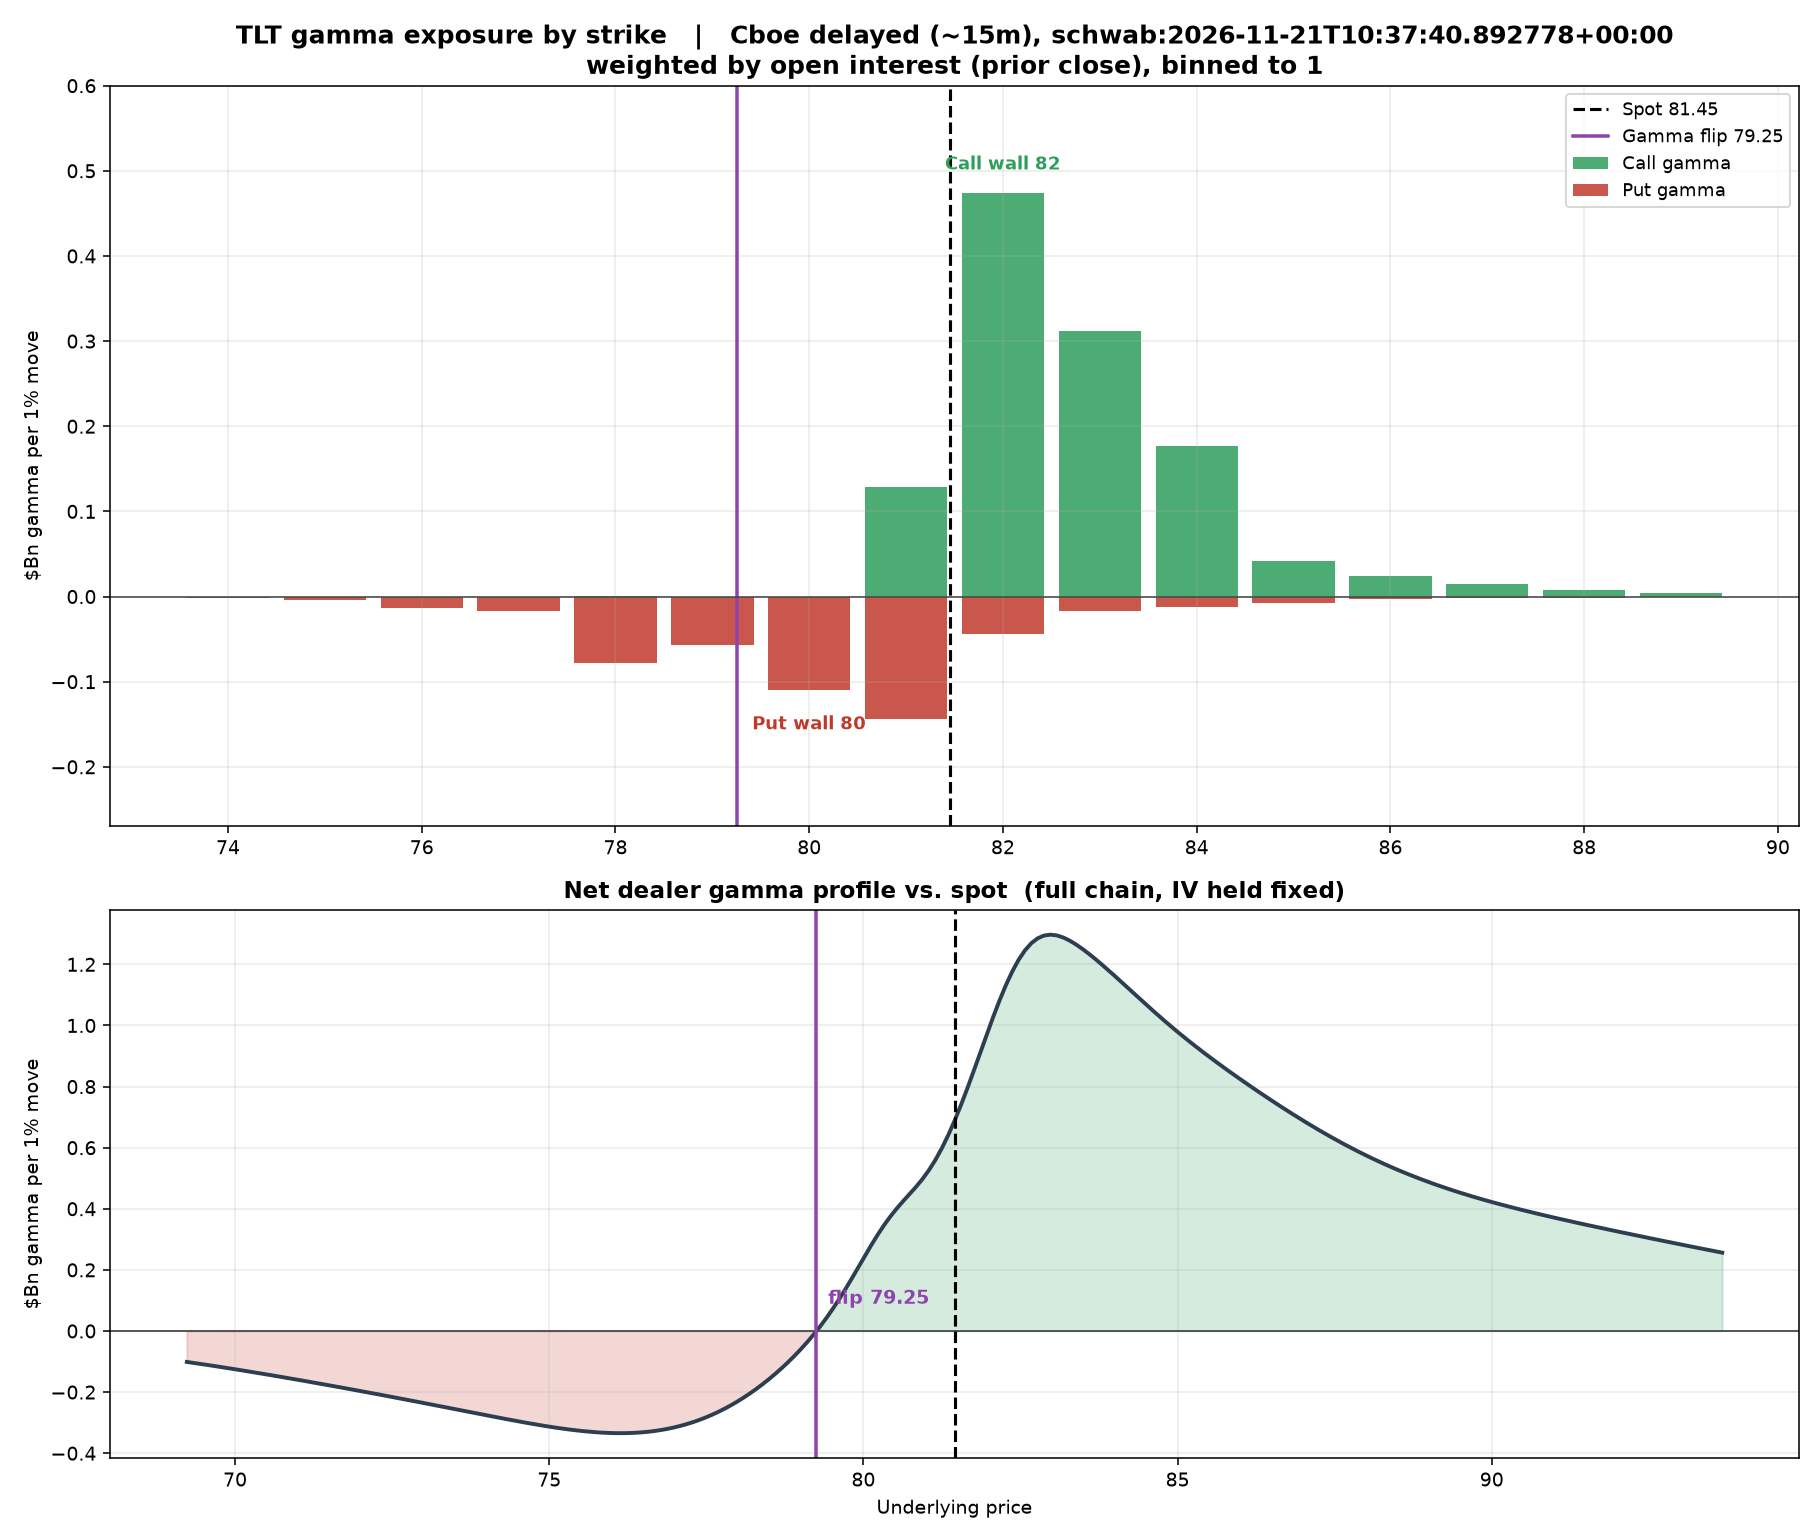 TLT gamma exposure by strike | Cboe delayed (~15m), schwab:2026-11-21T10:37:40.892778+00:00
weighted by open interest (prior close), binned to 1
$Bn gamma per 1% move
0.6
0.5
0.4
0.3
0.2
0.1
0.0
−0.1
−0.2
Spot 81.45
Gamma flip 79.25
Call gamma
Put gamma
Call wall 82
Put wall 80
74 76 78 80 82 84 86 88 90
Net dealer gamma profile vs. spot (full chain, IV held fixed)
$Bn gamma per 1% move
1.2
1.0
0.8
0.6
0.4
0.2
0.0
−0.2
−0.4
flip 79.25
70 75 80 85 90
Underlying price